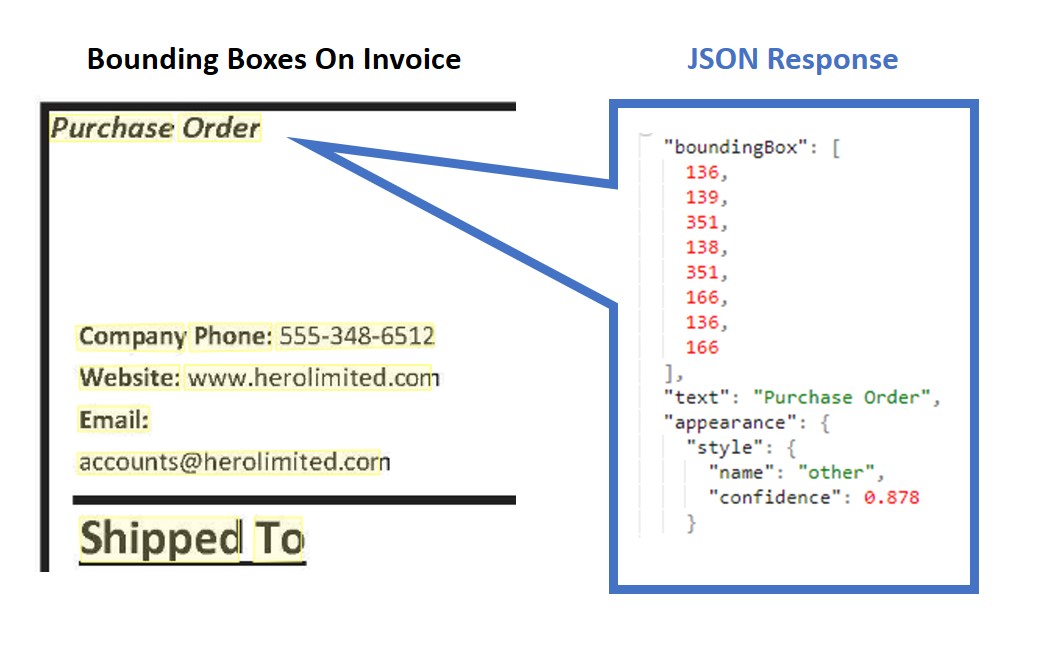 Bounding Boxes On Invoice
JSON Response
Purchase Order
Company Phone: 555-348-6512
Website: www.herolimited.com
Email:
accounts@herolimited.com
Shipped To
"boundingBox": [
136,
139,
351,
138,
351,
166,
136,
166
],
"text": "Purchase Order",
"appearance": {
"style": {
"name": "other",
"confidence": 0.878
}